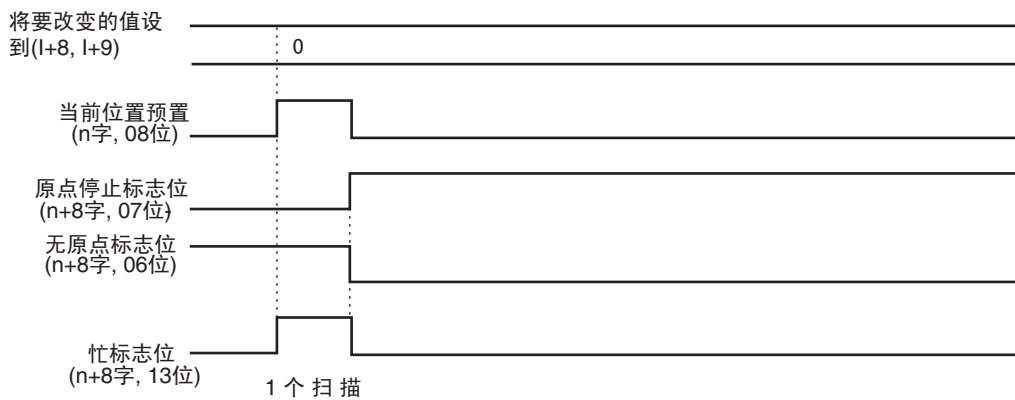 将要改变的值设
到(I+8, I+9)
0
当前位置预置
(n字, 08位)
原点停止标志位
(n+8字, 07位)
无原点标志位
(n+8字, 06位)
忙标志位
(n+8字, 13位)
1 个 扫 描